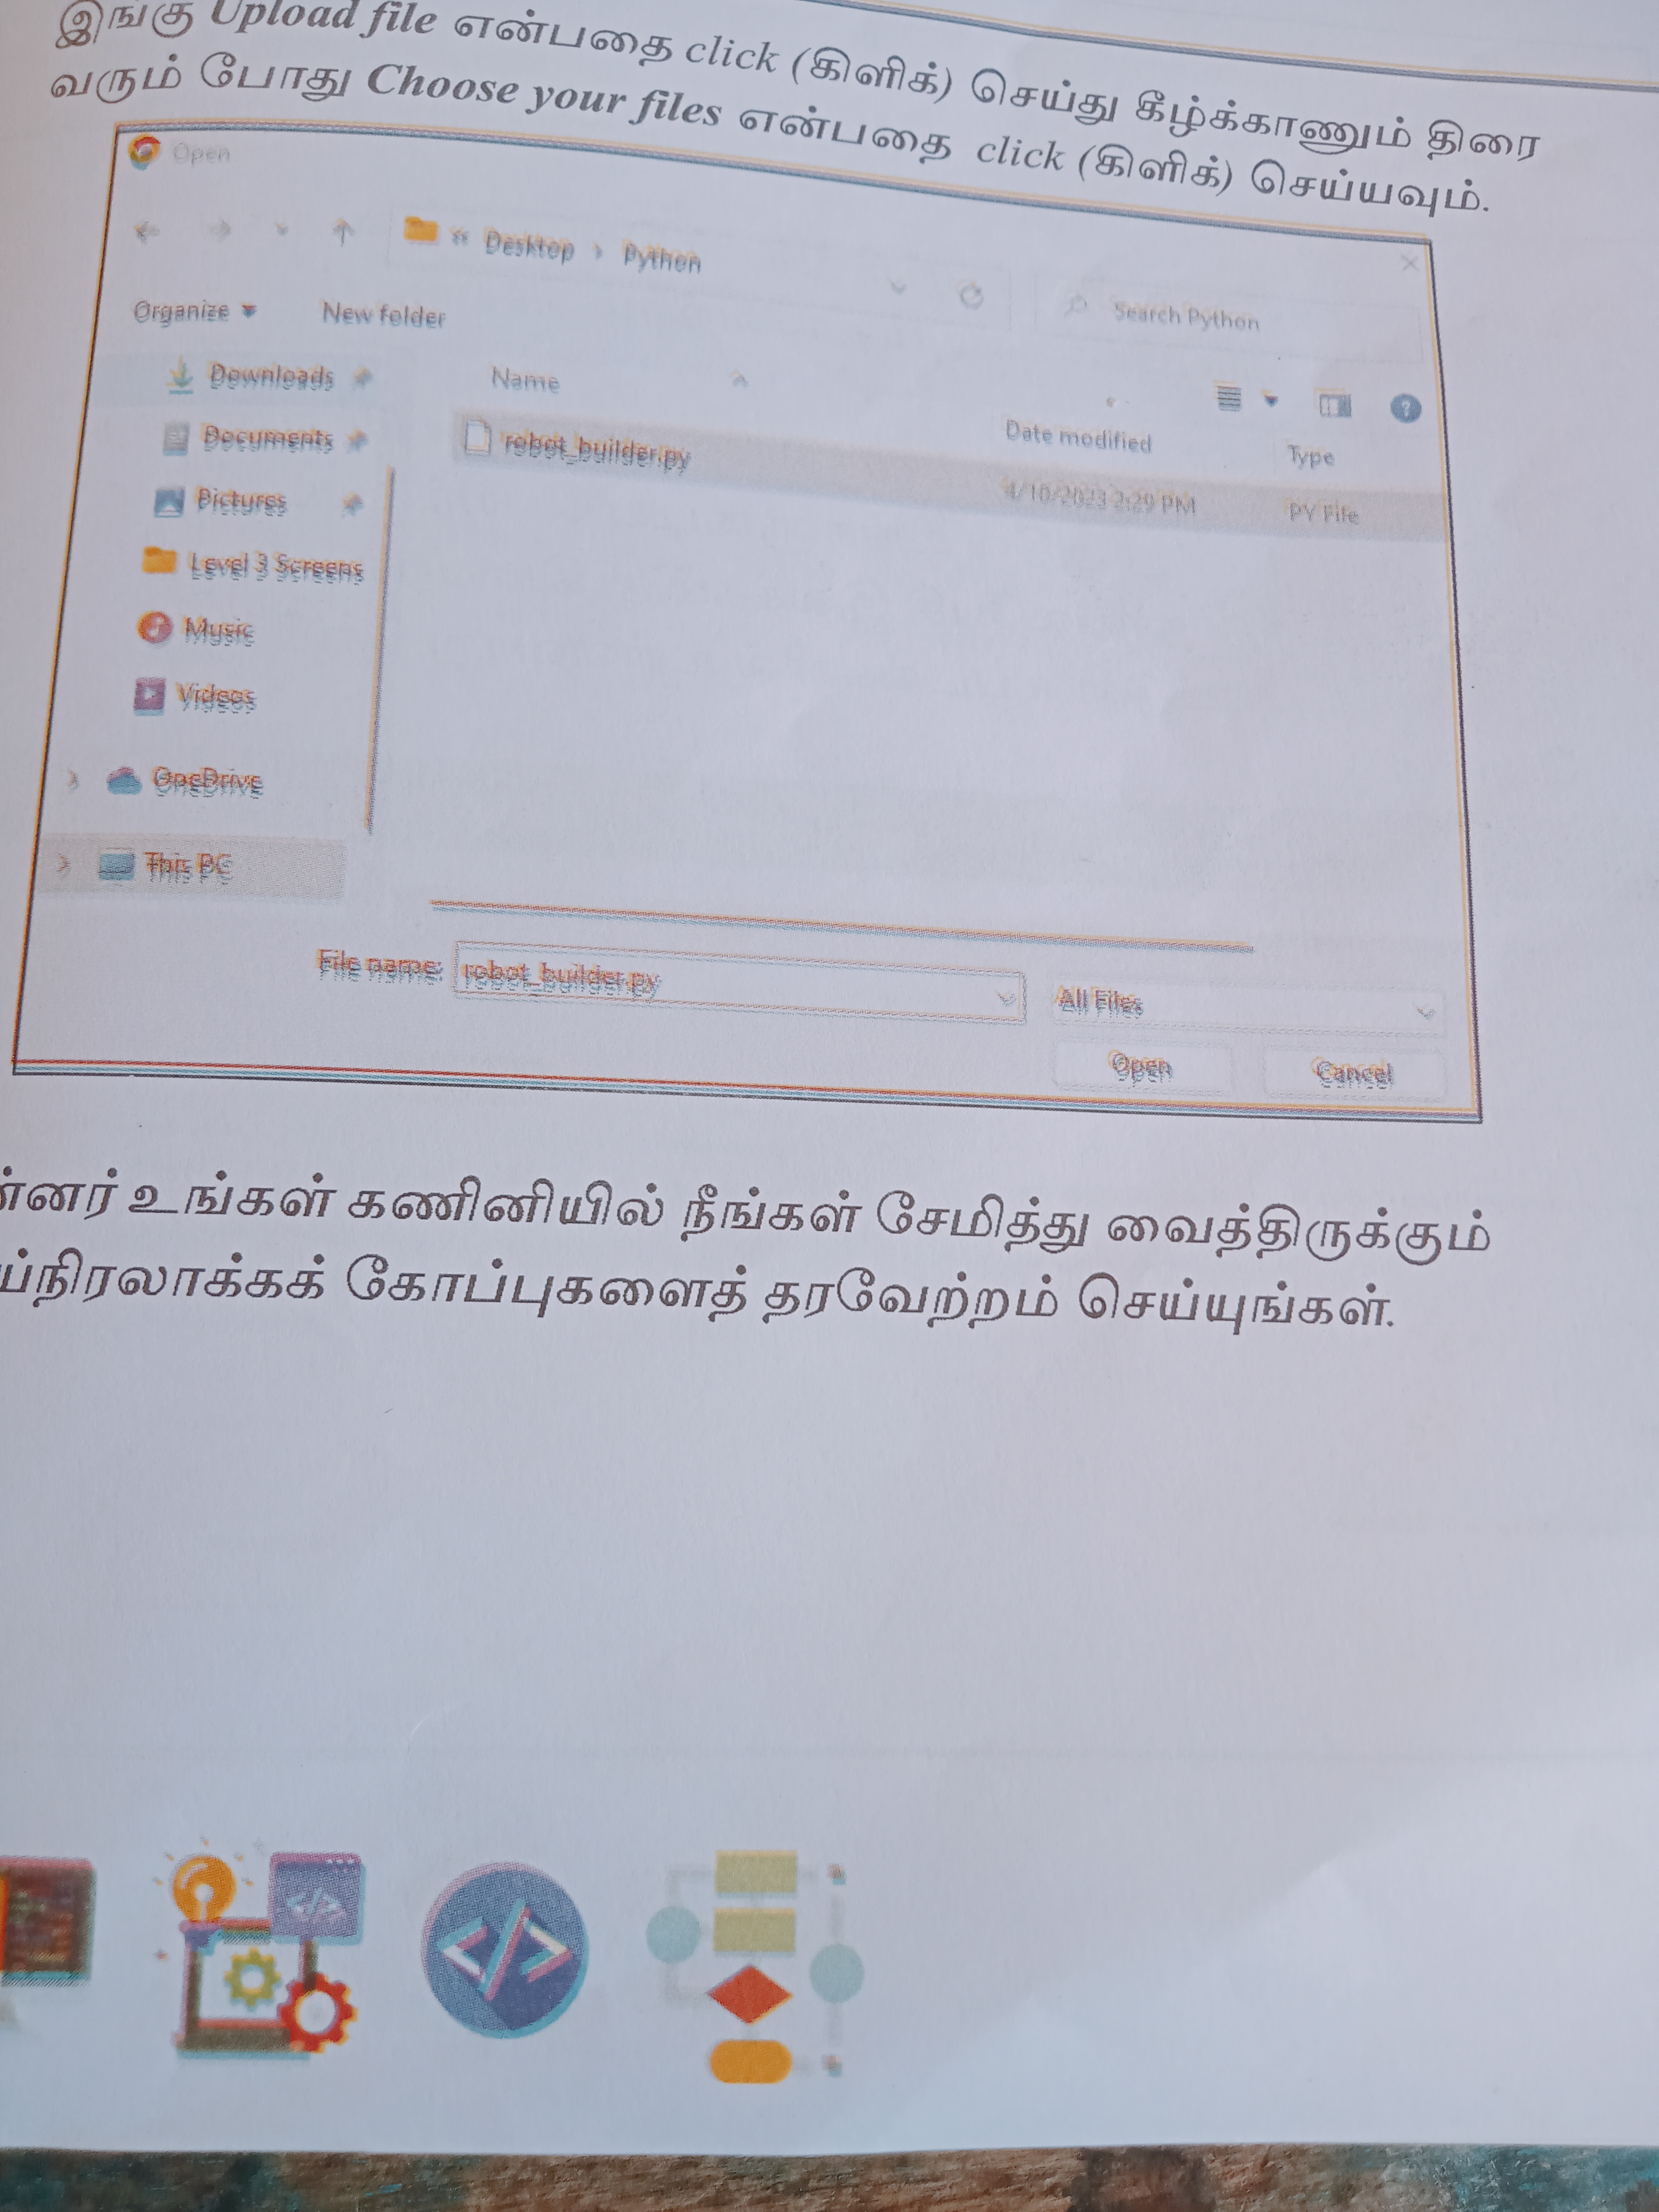 இங்கு Upload file என்பதை click (கிளிக்) செய்து கீழ்க்காணும் திரை
வரும் போது Choose your files என்பதை click (கிளிக்) செய்யவும்.
Open
« Desktop › Python
Search Python
Organize New folder
Downloads
Documents
Pictures
Level 3 Screens
Music
Videos
OneDrive
This PC
Name Date modified Type
robot_builder.py 4/10/2023 2:29 PM PY File
File name: robot_builder.py All Files
Open Cancel
உங்கள் கணினியில் நீங்கள் சேமித்து வைத்திருக்கும்
கோப்புகளைத் தரவேற்றம் செய்யுங்கள்.